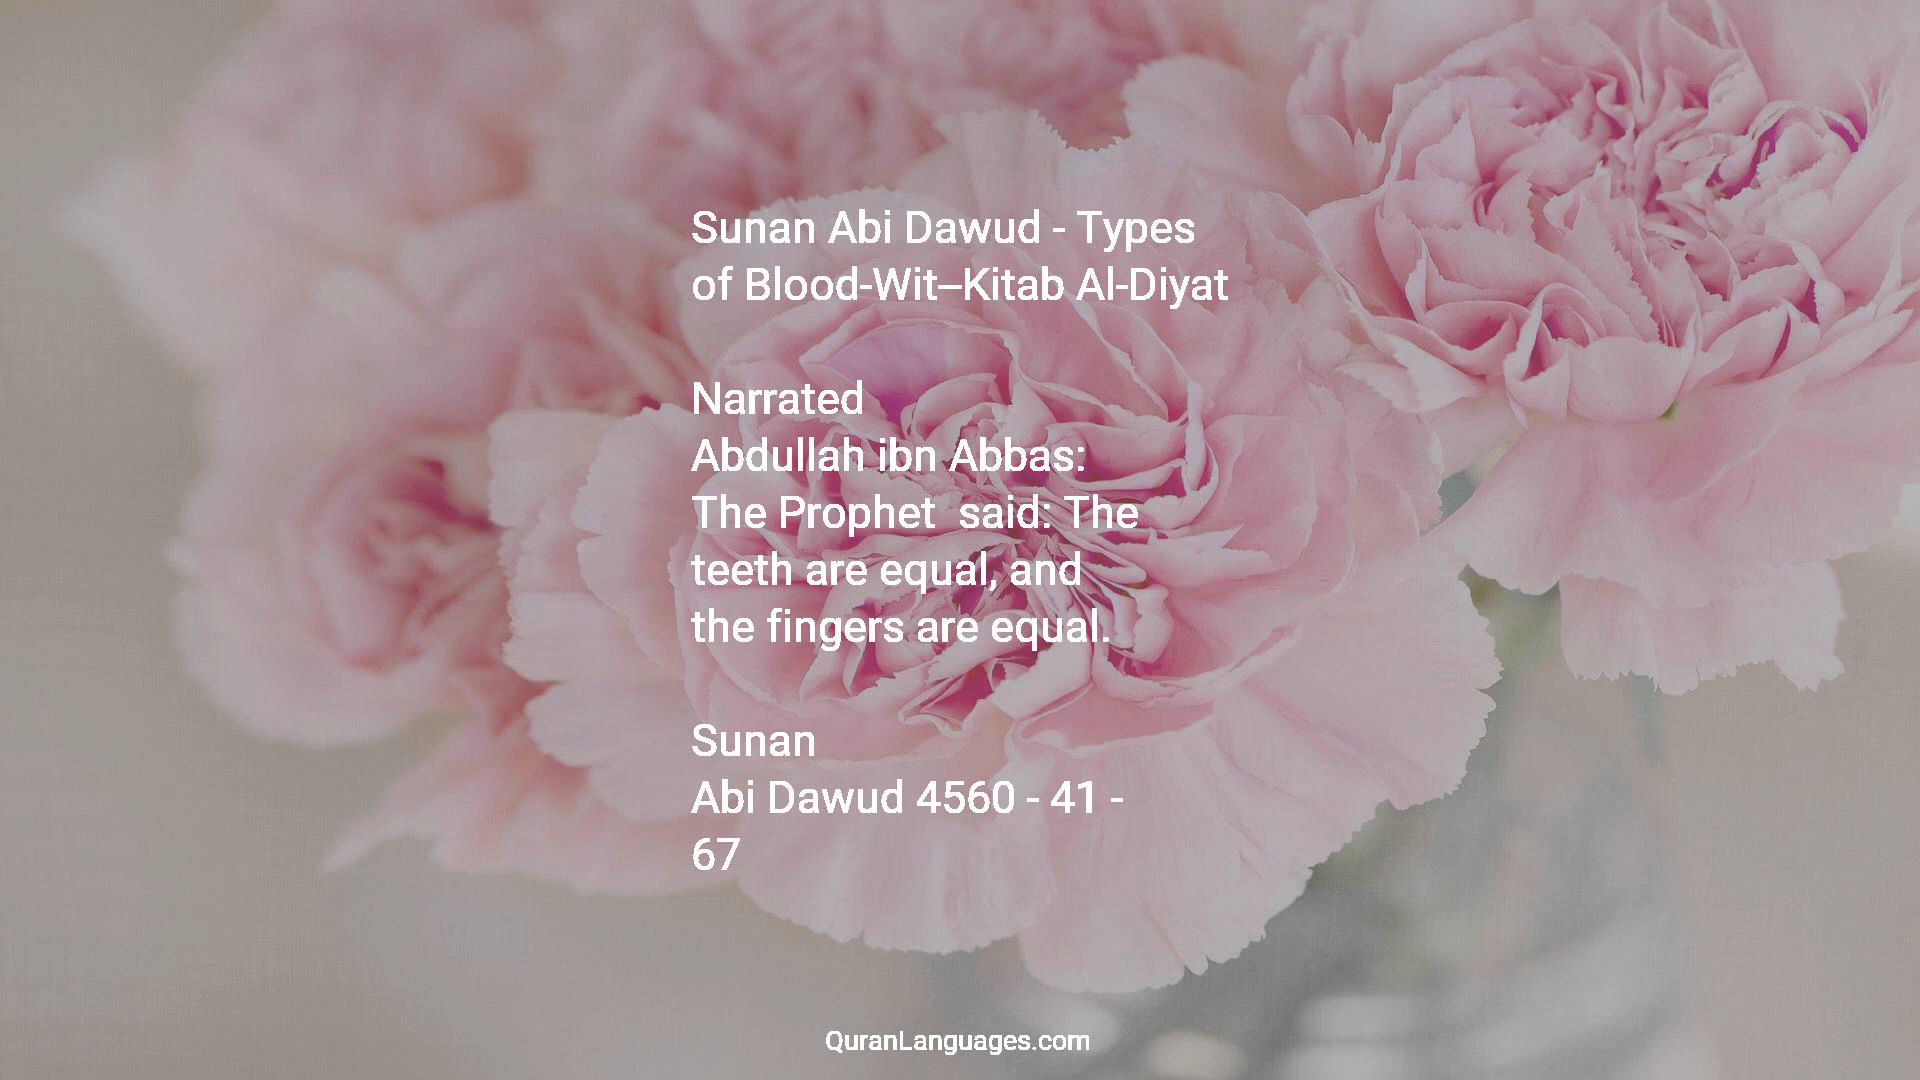 Sunan Abi Dawud - Types
of Blood-Wit–Kitab Al-Diyat
Narrated
Abdullah ibn Abbas:
The Prophet  said: The
teeth are equal, and
the fingers are equal.
Sunan
Abi Dawud 4560 - 41 -
67
QuranLanguages.com